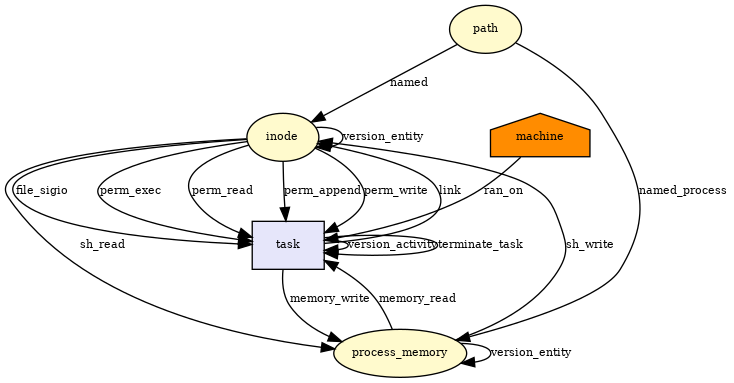 path
named
inode
version_entity
machine
file_sigio
perm_exec
perm_read
perm_append
perm_write
link
ran_on
named_process
sh_read
task
version_activity
terminate_task
sh_write
memory_write
memory_read
process_memory
version_entity